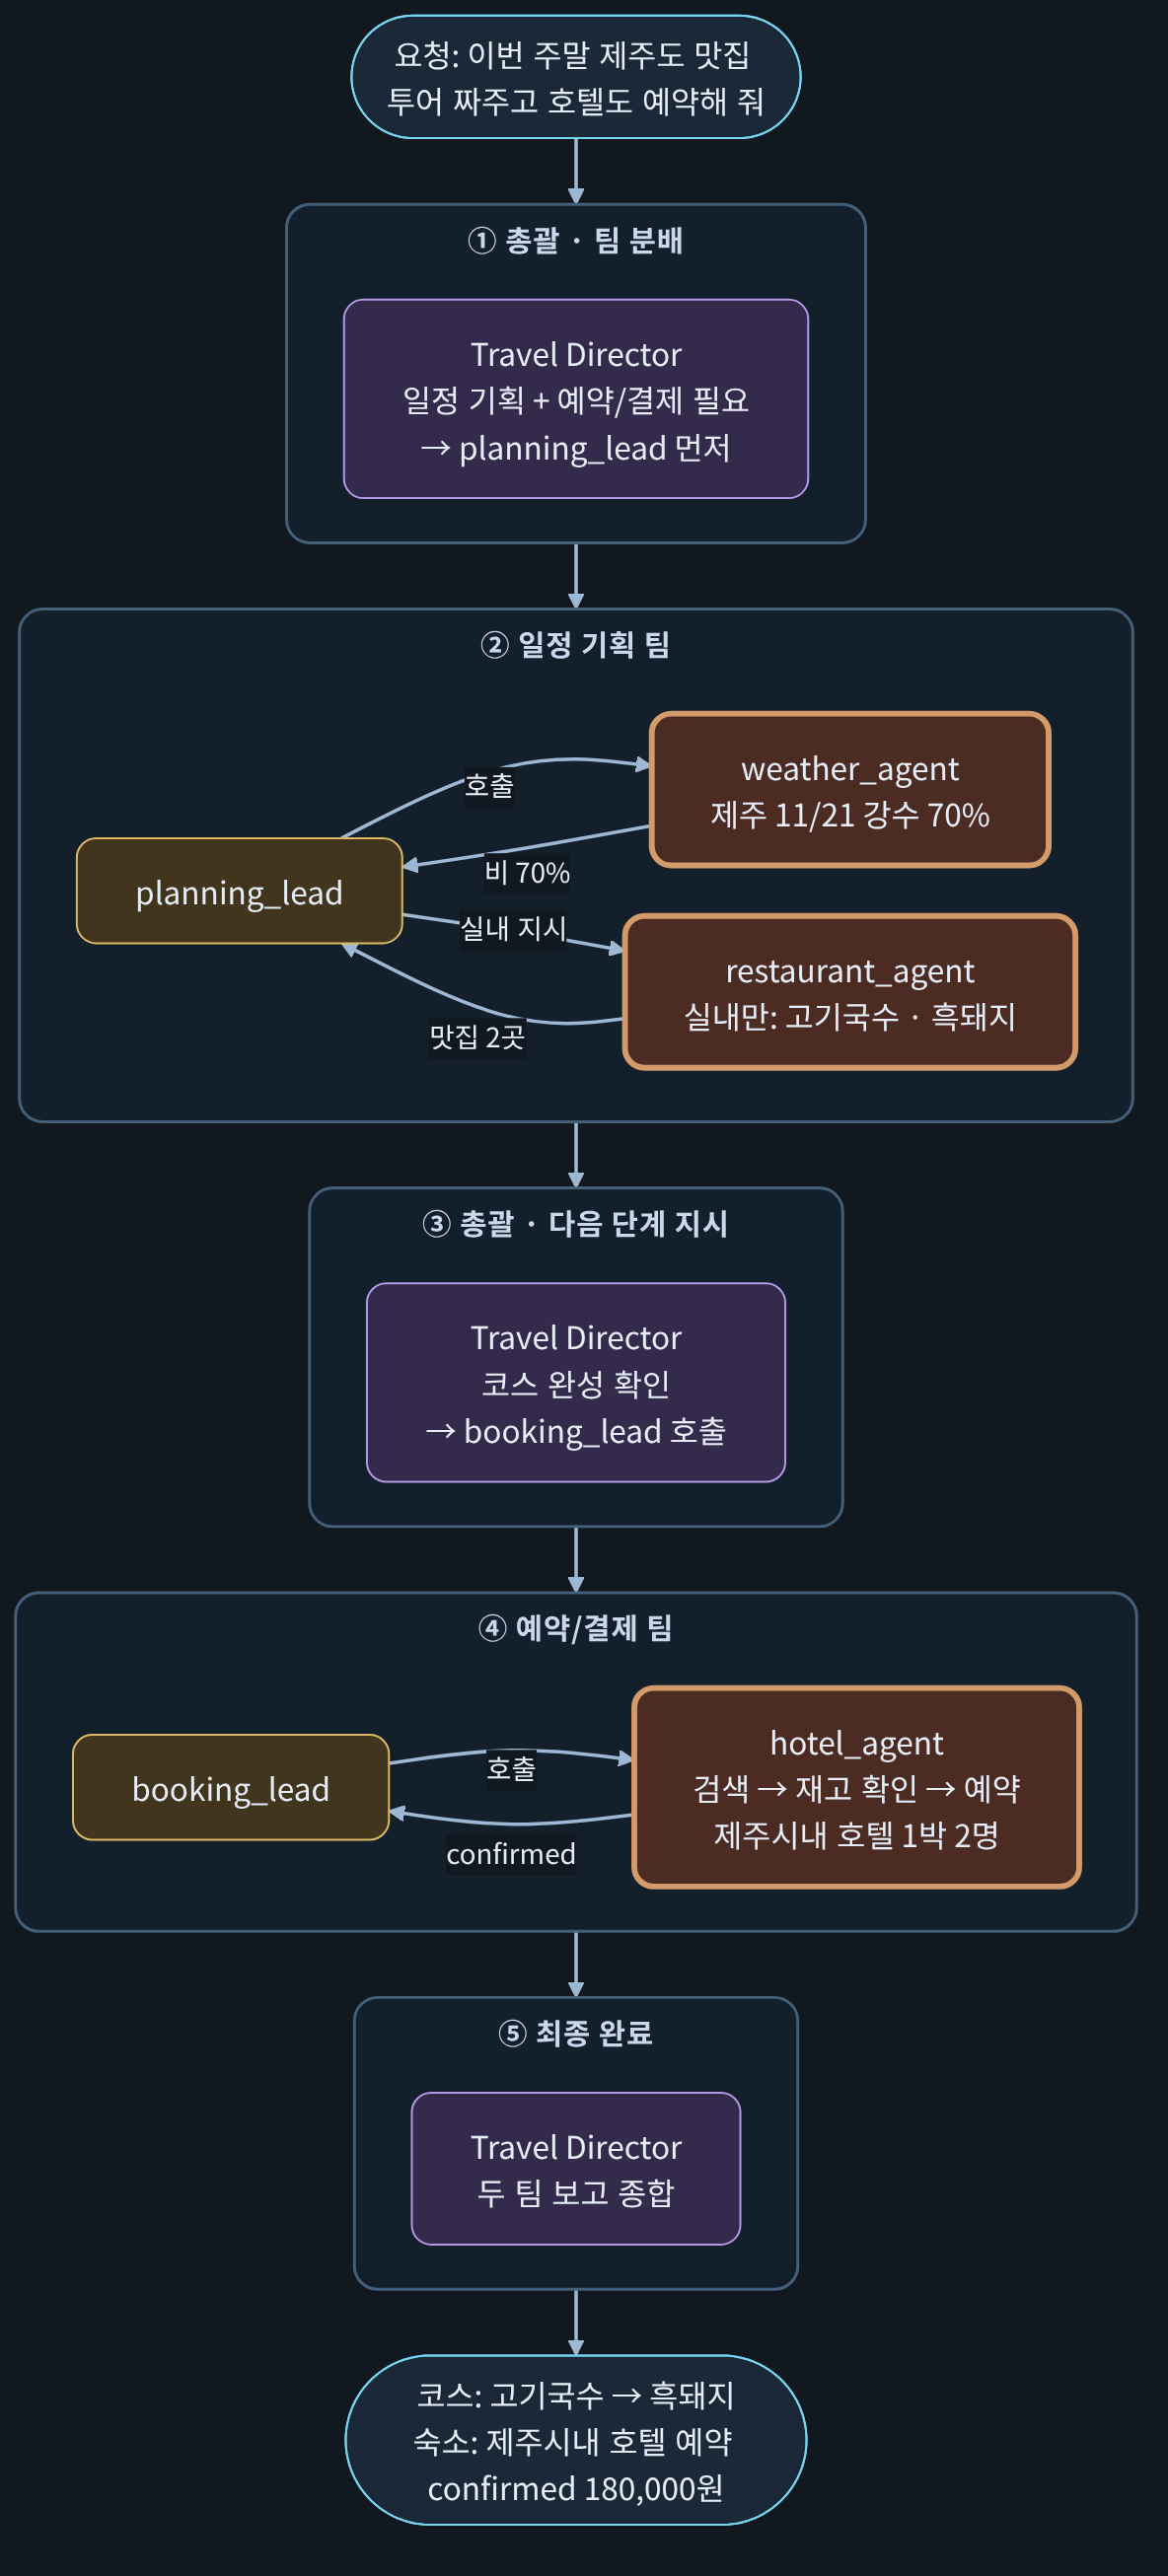 요청: 이번 주말 제주도 맛집
투어 짜주고 호텔도 예약해 줘
① 총괄 · 팀 분배
Travel Director
일정 기획 + 예약/결제 필요
→ planning_lead 먼저
② 일정 기획 팀
weather_agent
제주 11/21 강수 70%
호출
비 70%
planning_lead
실내 지시
restaurant_agent
실내만: 고기국수 · 흑돼지
맛집 2곳
③ 총괄 · 다음 단계 지시
Travel Director
코스 완성 확인
→ booking_lead 호출
④ 예약/결제 팀
booking_lead
호출
confirmed
hotel_agent
검색 → 재고 확인 → 예약
제주시내 호텔 1박 2명
⑤ 최종 완료
Travel Director
두 팀 보고 종합
코스: 고기국수 → 흑돼지
숙소: 제주시내 호텔 예약
confirmed 180,000원